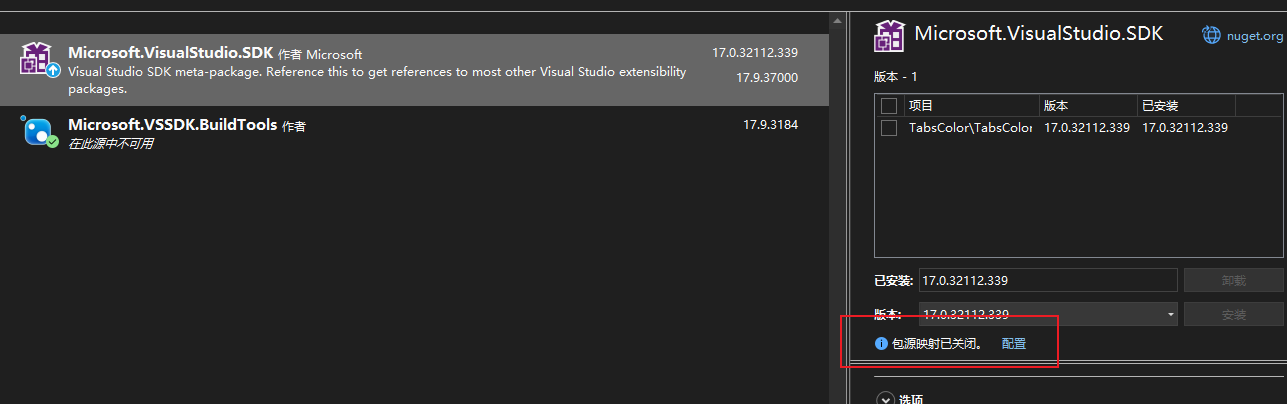 Microsoft.VisualStudio.SDK 作者 Microsoft
17.0.32112.339
Visual Studio SDK meta-package. Reference this to get references to most other Visual Studio extensibility
packages.
17.9.37000
Microsoft.VSSDK.BuildTools 作者
17.9.3184
在此源中不可用
Microsoft.VisualStudio.SDK
nuget.org
版本 - 1
项目 版本 已安装
TabsColor\TabsColor 17.0.32112.339 17.0.32112.339
已安装: 17.0.32112.339 卸载
版本: 17.0.32112.339 安装
包源映射已关闭。 配置
选项